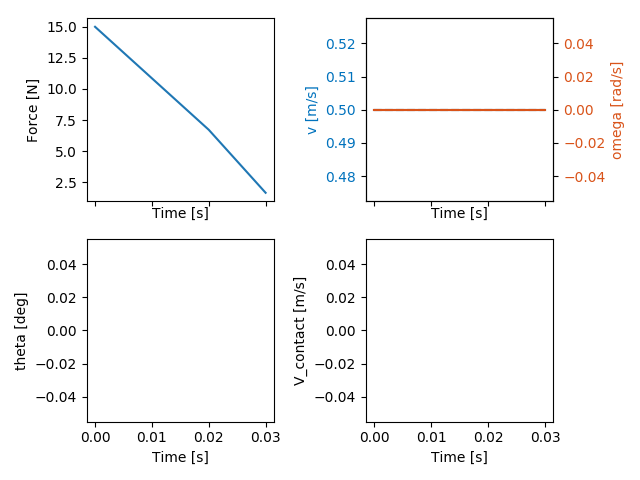 15.0
12.5
10.0
7.5
5.0
2.5
Force [N]
Time [s]
0.52
0.51
0.50
0.49
0.48
v [m/s]
0.04
0.02
0.00
−0.02
−0.04
omega [rad/s]
Time [s]
0.04
0.02
0.00
−0.02
−0.04
theta [deg]
0.00 0.01 0.02 0.03
Time [s]
0.04
0.02
0.00
−0.02
−0.04
V_contact [m/s]
0.00 0.01 0.02 0.03
Time [s]